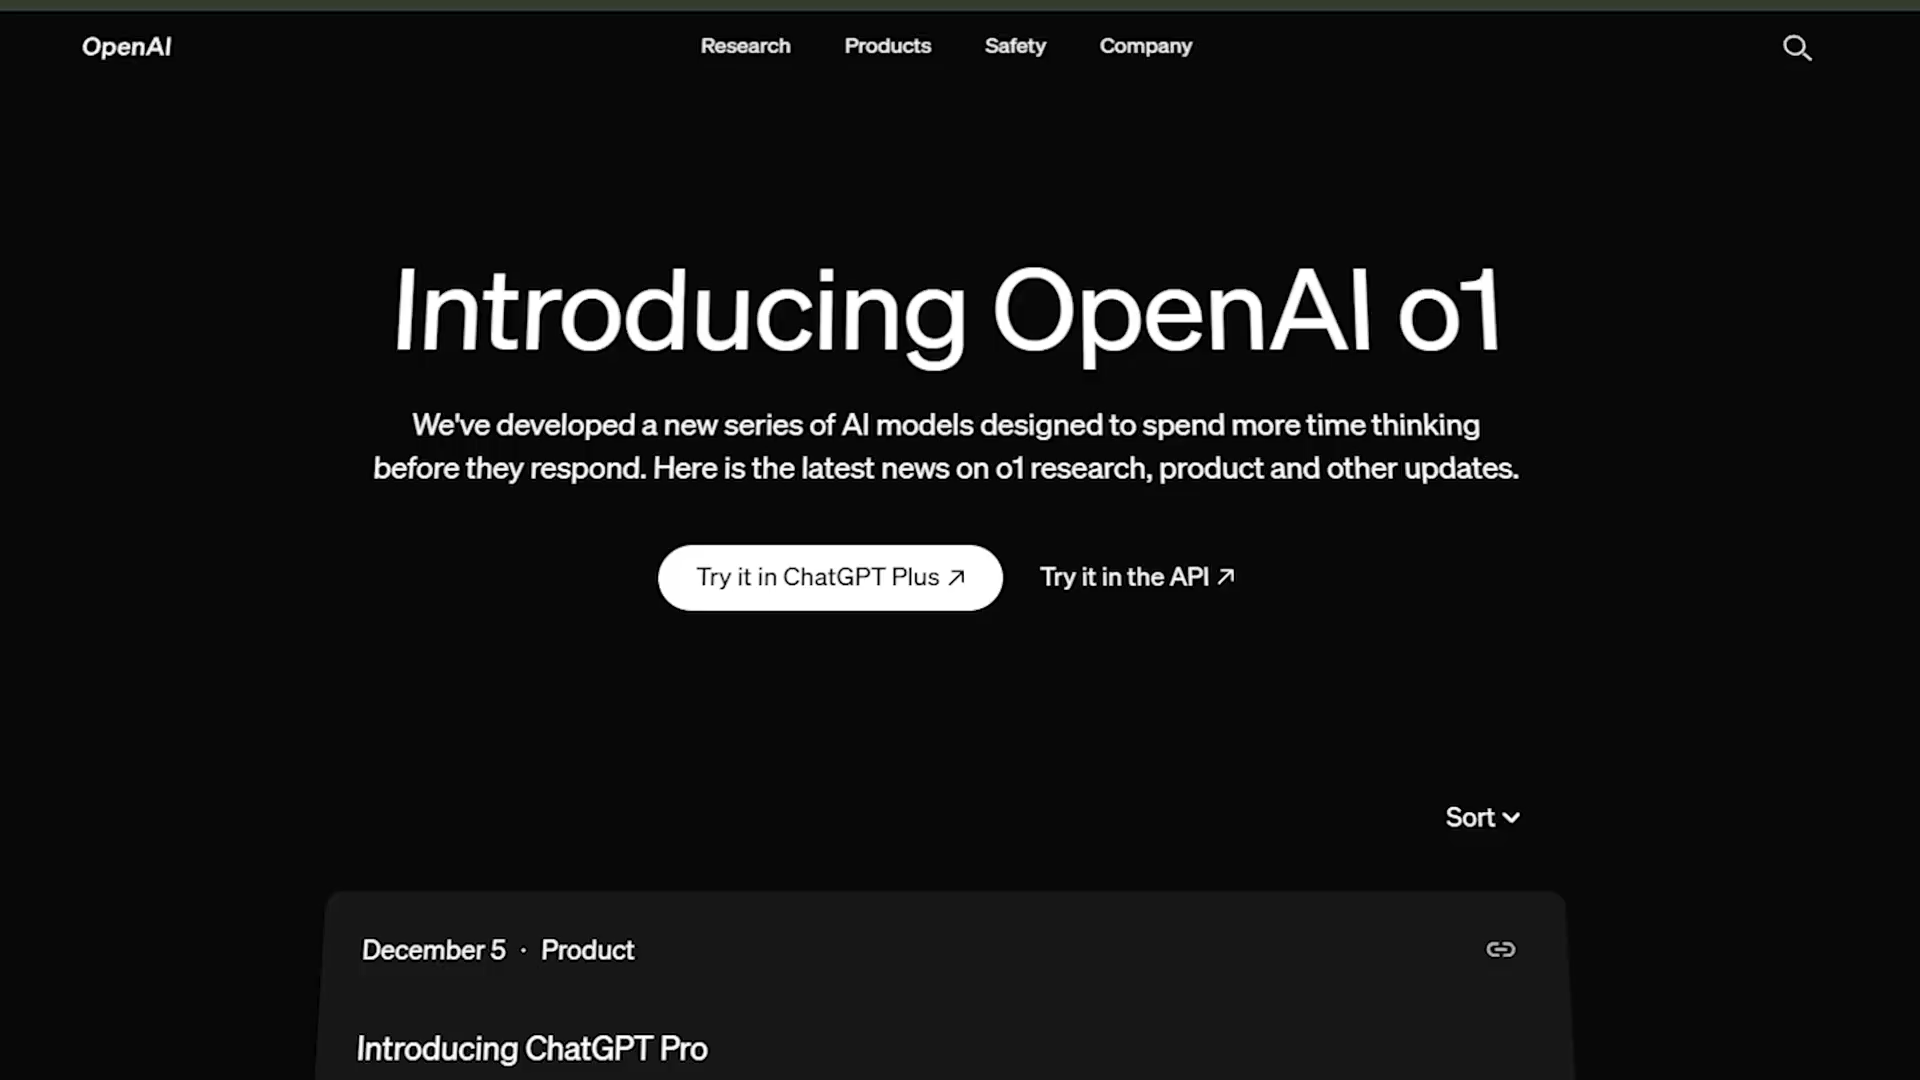 OpenAI
Research Products Safety Company
Introducing OpenAI o1
We've developed a new series of AI models designed to spend more time thinking
before they respond. Here is the latest news on o1 research, product and other updates.
Try it in ChatGPT Plus ↗ Try it in the API ↗
Sort
December 5 · Product
Introducing ChatGPT Pro